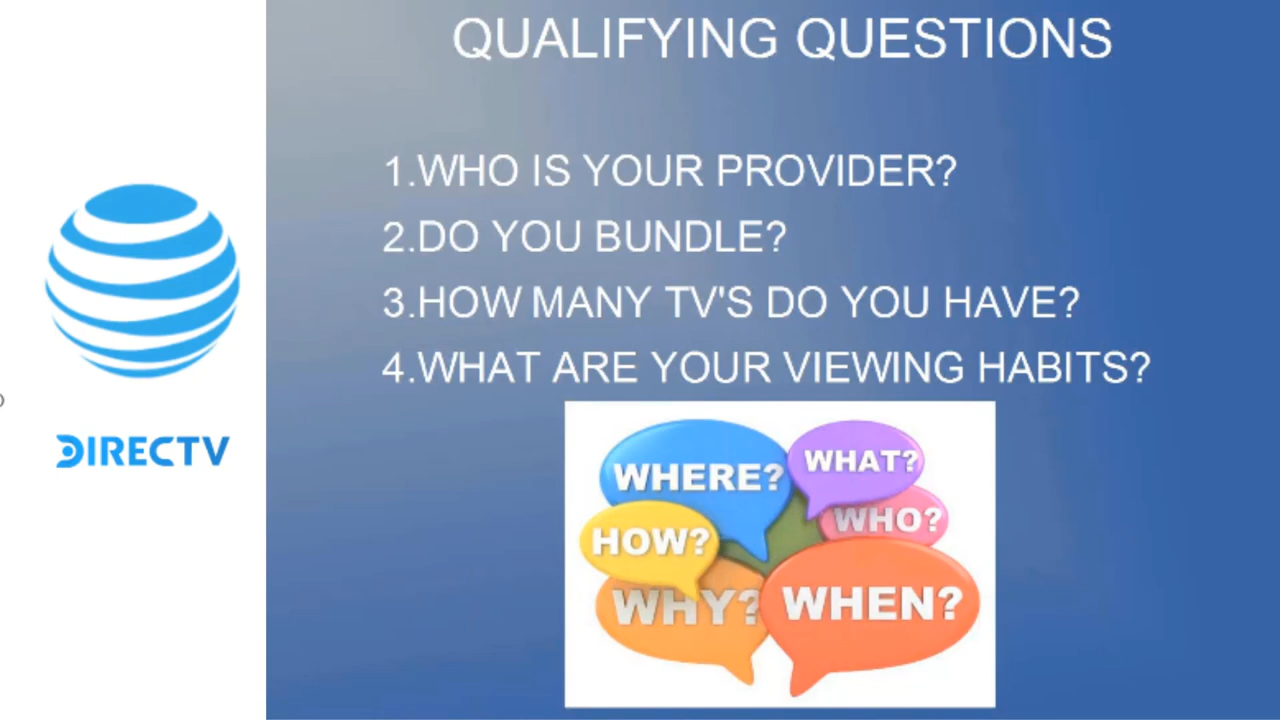 QUALIFYING QUESTIONS
1.WHO IS YOUR PROVIDER?
2.DO YOU BUNDLE?
3.HOW MANY TV'S DO YOU HAVE?
4.WHAT ARE YOUR VIEWING HABITS?
DIRECTV
WHERE?
WHAT?
HOW?
WHO?
WHY?
WHEN?